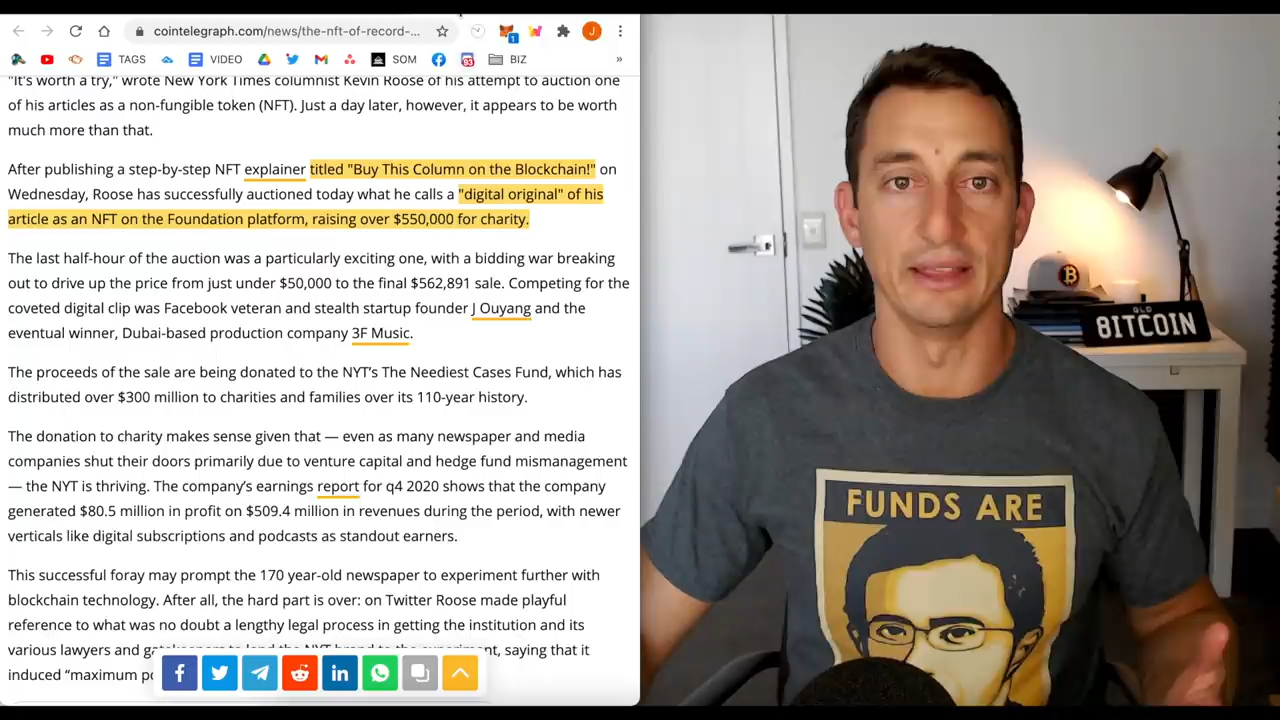 cointelegraph.com/news/the-nft-of-record-...
1
J
TAGS
VIDEO
SOM
93
BIZ
»
"It's worth a try," wrote New York Times columnist Kevin Roose of his attempt to auction one
of his articles as a non-fungible token (NFT). Just a day later, however, it appears to be worth
much more than that.
After publishing a step-by-step NFT explainer titled "Buy This Column on the Blockchain!" on
Wednesday, Roose has successfully auctioned today what he calls a "digital original" of his
article as an NFT on the Foundation platform, raising over $550,000 for charity.
The last half-hour of the auction was a particularly exciting one, with a bidding war breaking
out to drive up the price from just under $50,000 to the final $562,891 sale. Competing for the
coveted digital clip was Facebook veteran and stealth startup founder J Ouyang and the
eventual winner, Dubai-based production company 3F Music.
The proceeds of the sale are being donated to the NYT's The Neediest Cases Fund, which has
distributed over $300 million to charities and families over its 110-year history.
The donation to charity makes sense given that — even as many newspaper and media
companies shut their doors primarily due to venture capital and hedge fund mismanagement
— the NYT is thriving. The company's earnings report for q4 2020 shows that the company
generated $80.5 million in profit on $509.4 million in revenues during the period, with newer
verticals like digital subscriptions and podcasts as standout earners.
This successful foray may prompt the 170 year-old newspaper to experiment further with
blockchain technology. After all, the hard part is over: on Twitter Roose made playful
reference to what was no doubt a lengthy legal process in getting the institution and its
various lawyers and gatekeepers to lend the NYT brand to the experiment, saying that it
induced "maximum
QLD
BITCOIN
FUNDS ARE